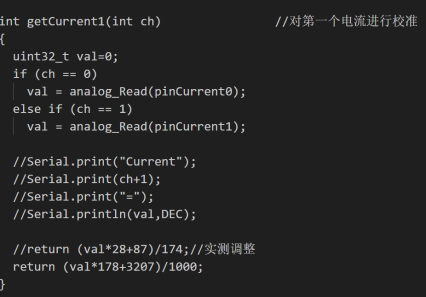 int getCurrent1(int ch)                //对第一个电流进行校准
{
  uint32_t val=0;
  if (ch == 0)
    val = analog_Read(pinCurrent0);
  else if (ch == 1)
    val = analog_Read(pinCurrent1);

  //Serial.print("Current");
  //Serial.print(ch+1);
  //Serial.print("=");
  //Serial.println(val,DEC);

  //return (val*28+87)/174;//实测调整
  return (val*178+3207)/1000;
}